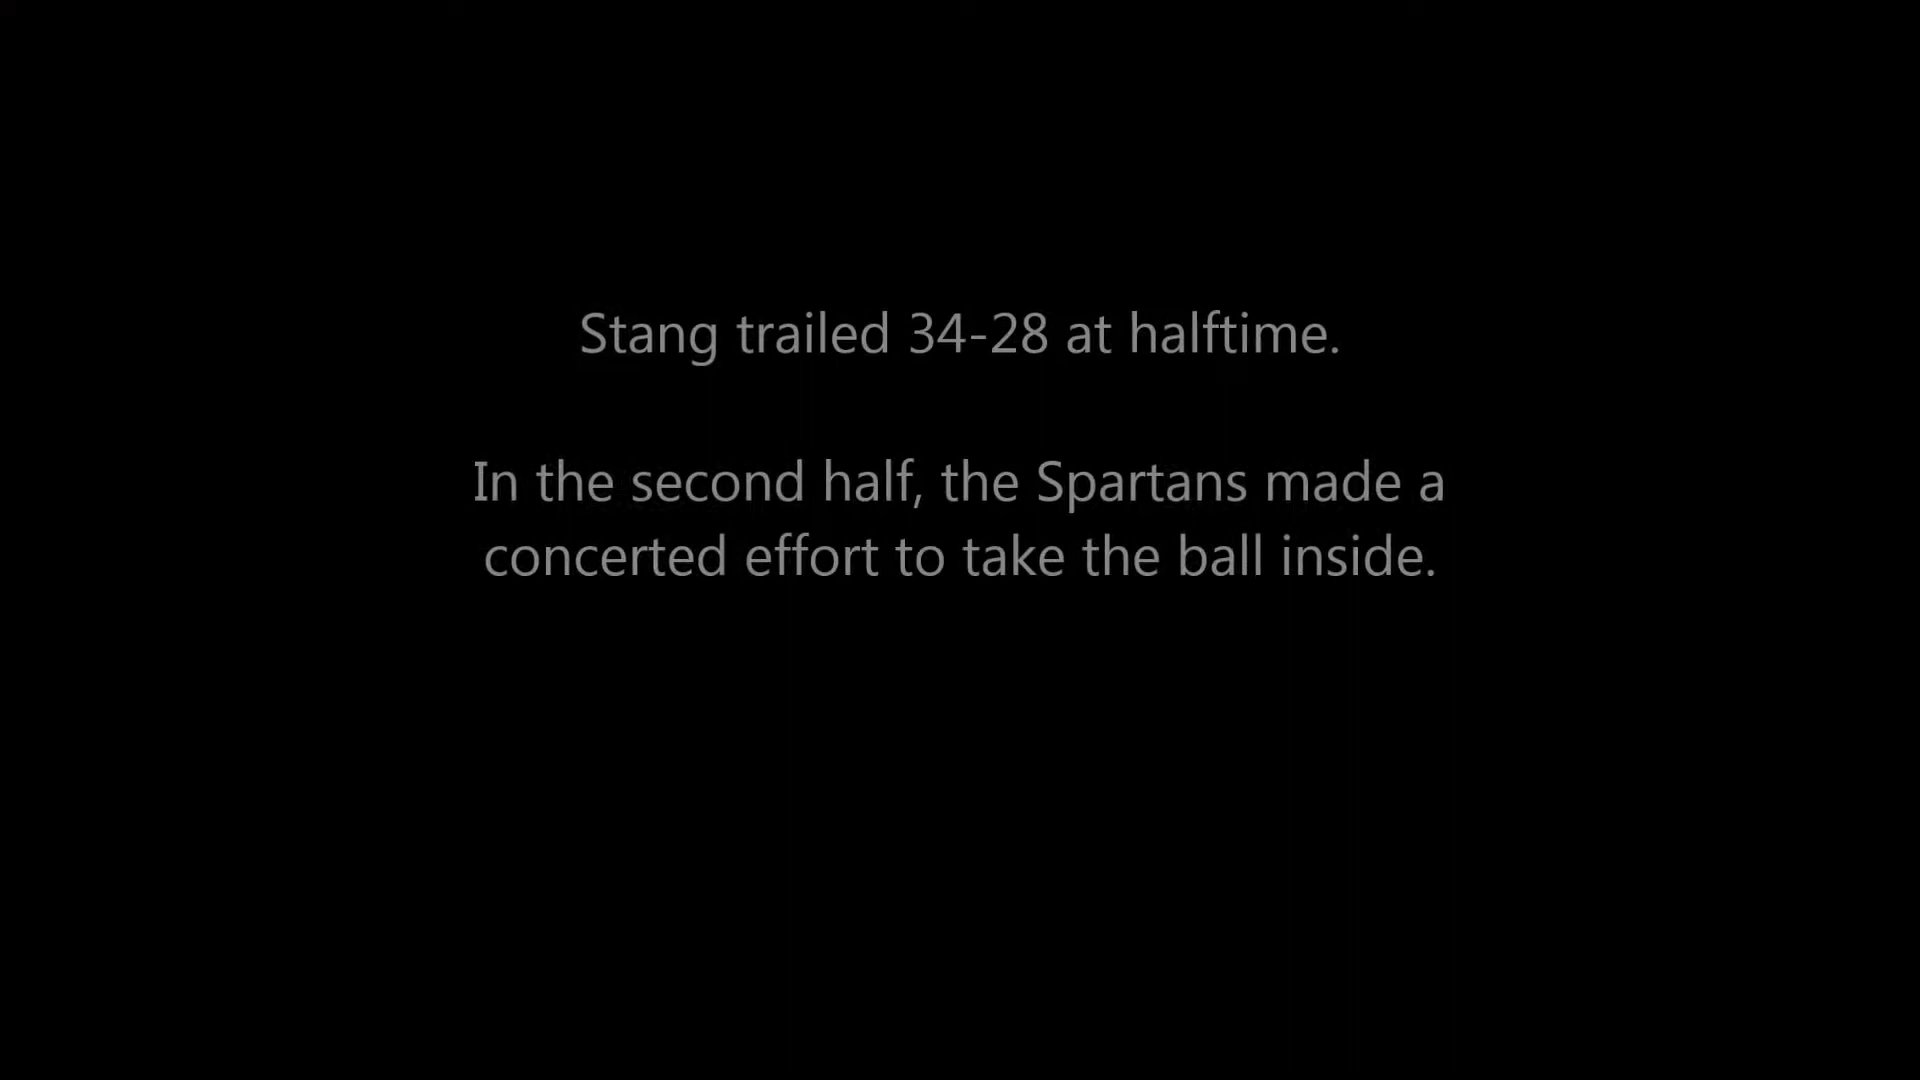 Stang trailed 34-28 at halftime.
In the second half, the Spartans made a
concerted effort to take the ball inside.